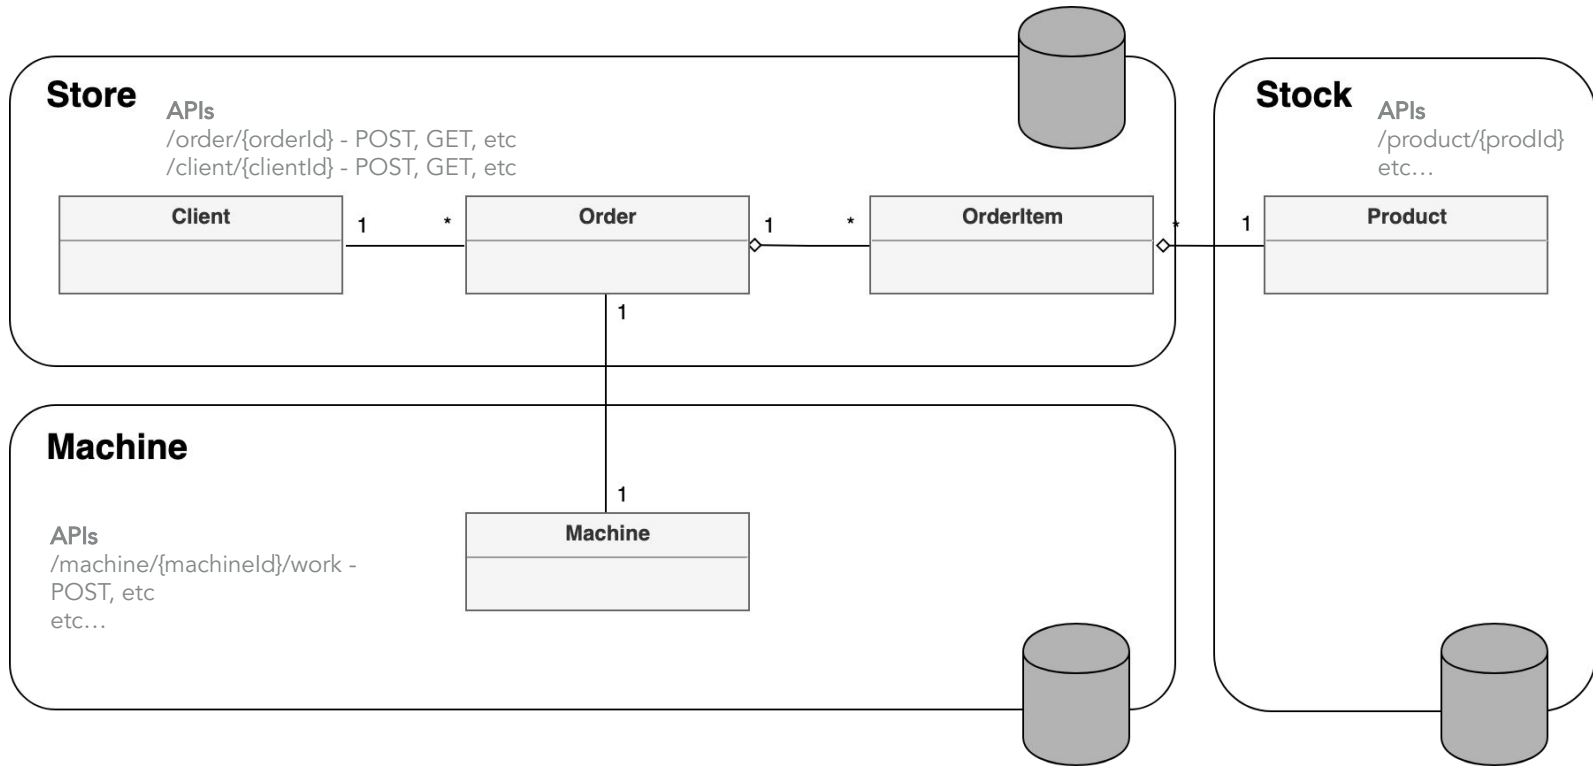 Store
APIs
/order/{orderId} - POST, GET, etc
/client/{clientId} - POST, GET, etc
Stock
APIs
/product/{prodId}
etc...
Client
1
*
Order
1
*
OrderItem
*
1
Product
1
Machine
APIs
/machine/{machineId}/work -
POST, etc
etc...
1
Machine